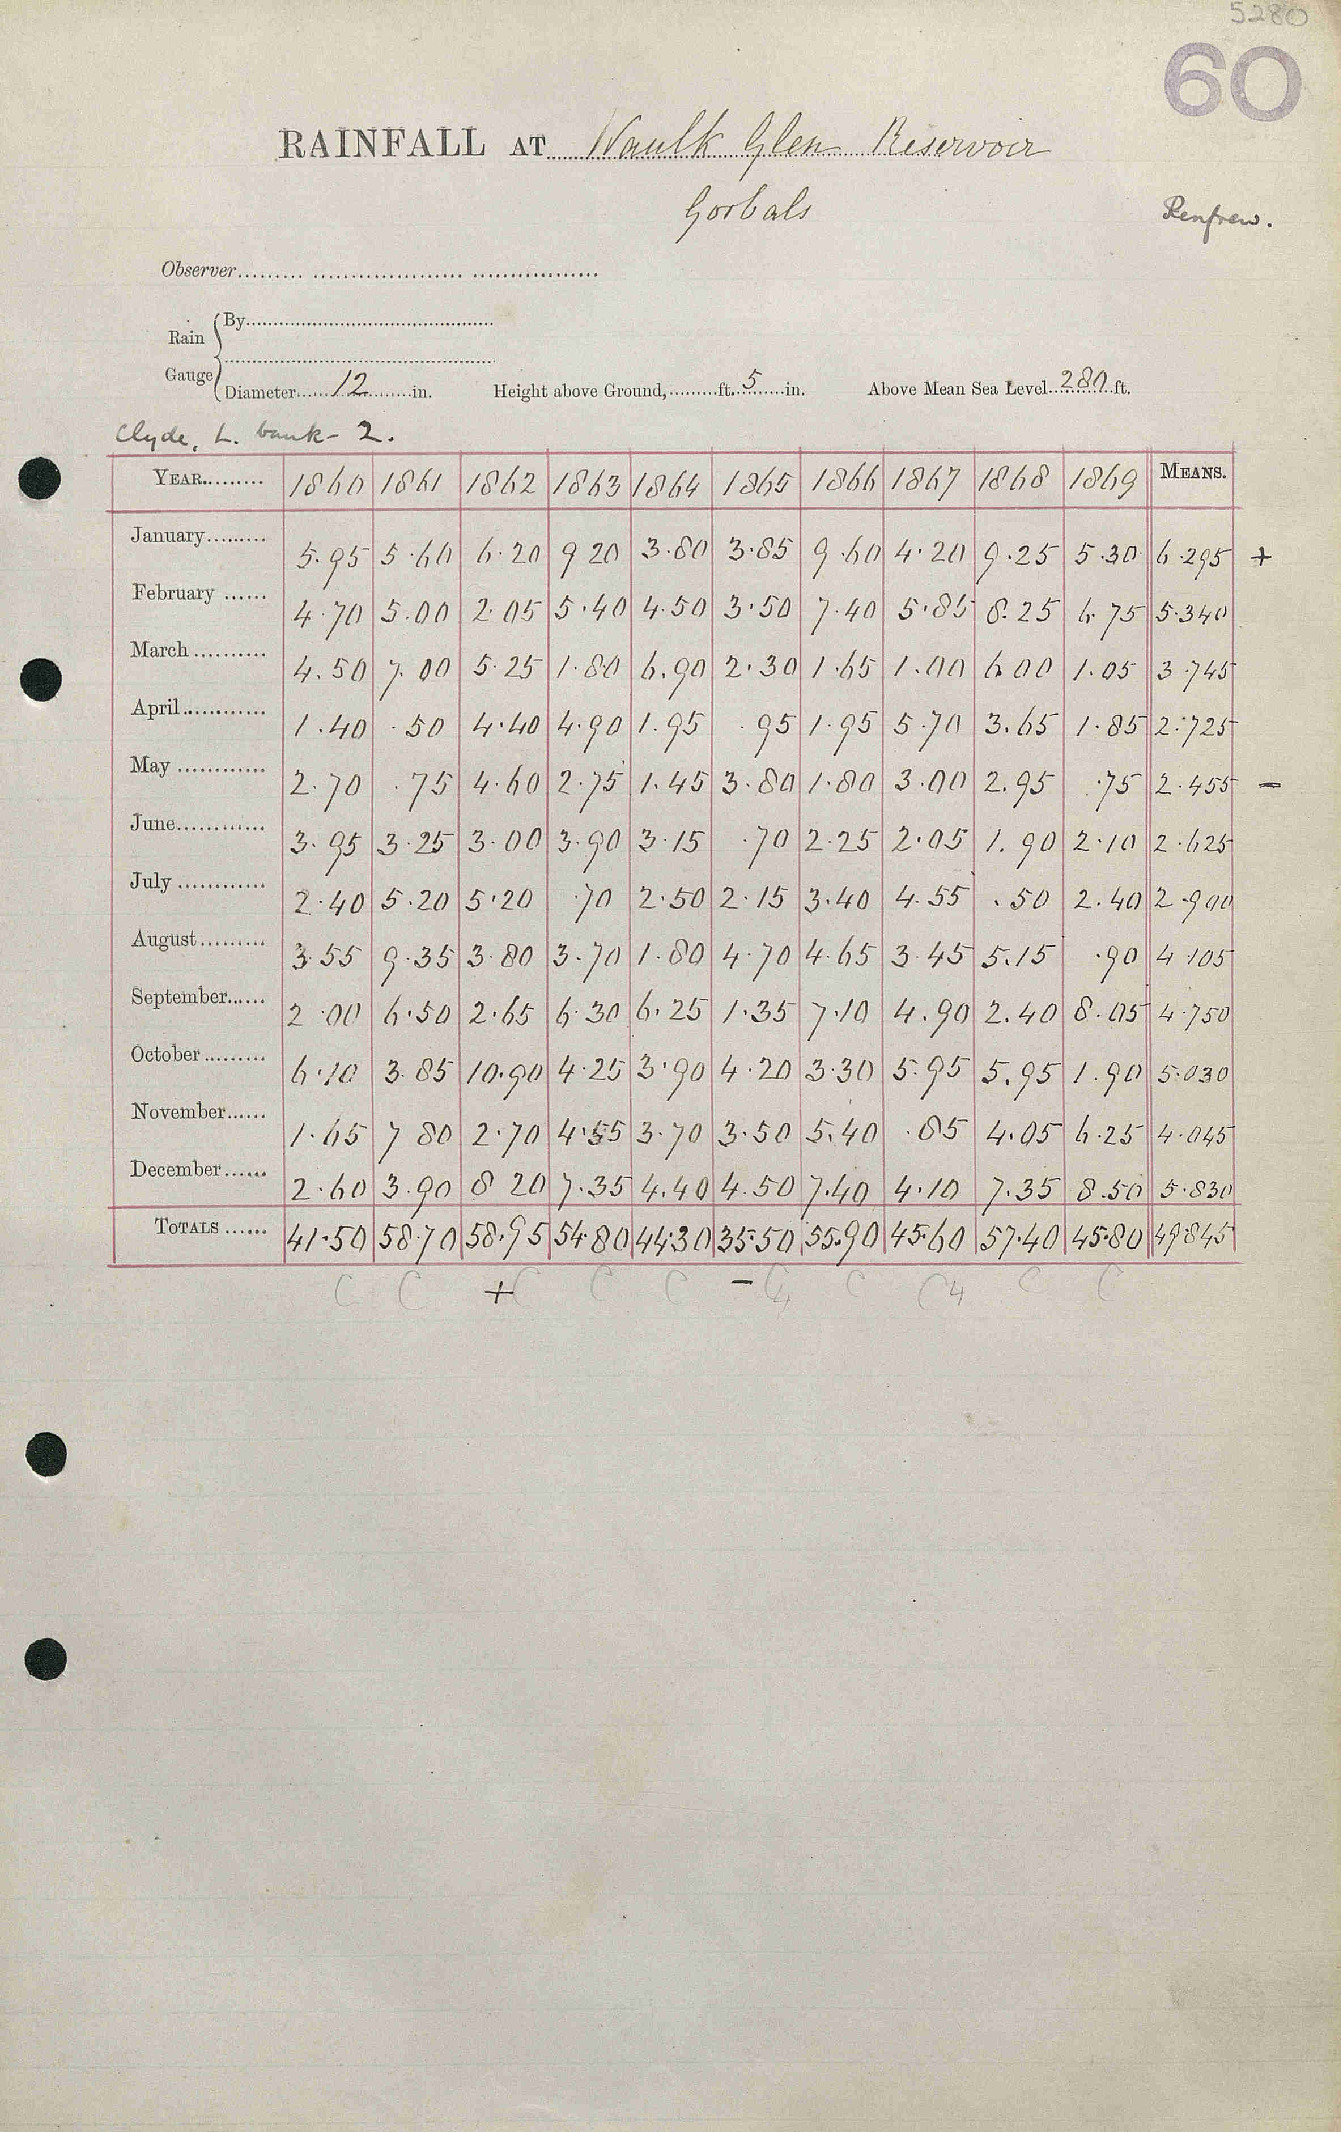 5280
60
RAINFALL AT Waulk Glen Reservoir
Gorbals
Renfrew.
Observer
Rain Gauge { By
Diameter 12 in. Height above Ground, ft. 5 in. Above Mean Sea Level 280 ft.
Clyde, L. bank - 2.
YEAR 1860 1861 1862 1863 1864 1865 1866 1867 1868 1869 MEANS.
January 5.95 5.60 6.20 9 20 3.80 3.85 9.60 4.20 9.25 5.30 6.295 +
February 4.70 5.00 2.05 5.40 4.50 3.50 7.40 5.85 8.25 6.75 5.340
March 4.50 7.00 5.25 1.80 6.90 2.30 1.65 1.00 6.00 1.05 3.745
April 1.40 .50 4.40 4.90 1.95 .95 1.95 5.70 3.65 1.85 2.725
May 2.70 .75 4.60 2.75 1.45 3.80 1.80 3.00 2.95 .75 2.455 -
June 3.95 3.25 3.00 3.90 3.15 .70 2.25 2.05 1.90 2.10 2.625
July 2.40 5.20 5.20 .70 2.50 2.15 3.40 4.55 .50 2.40 2.900
August 3.55 9.35 3.80 3.70 1.80 4.70 4.65 3.45 5.15 .90 4 105
September 2.00 6.50 2.65 6.30 6.25 1.35 7.10 4.90 2.40 8.05 4.750
October 6.10 3.85 10.90 4.25 3.90 4.20 3.30 5.95 5.95 1.90 5.030
November 1.65 7 80 2.70 4.55 3.70 3.50 5.40 .85 4.05 6.25 4.045
December 2.60 3.90 8 20 7.35 4.40 4.50 7.40 4.10 7.35 8.50 5.830
TOTALS 41.50 58.70 58.95 54.80 44.30 35.50 55.90 45.60 57.40 45.80 49.845
C C + C C C - C4 C C4 C C